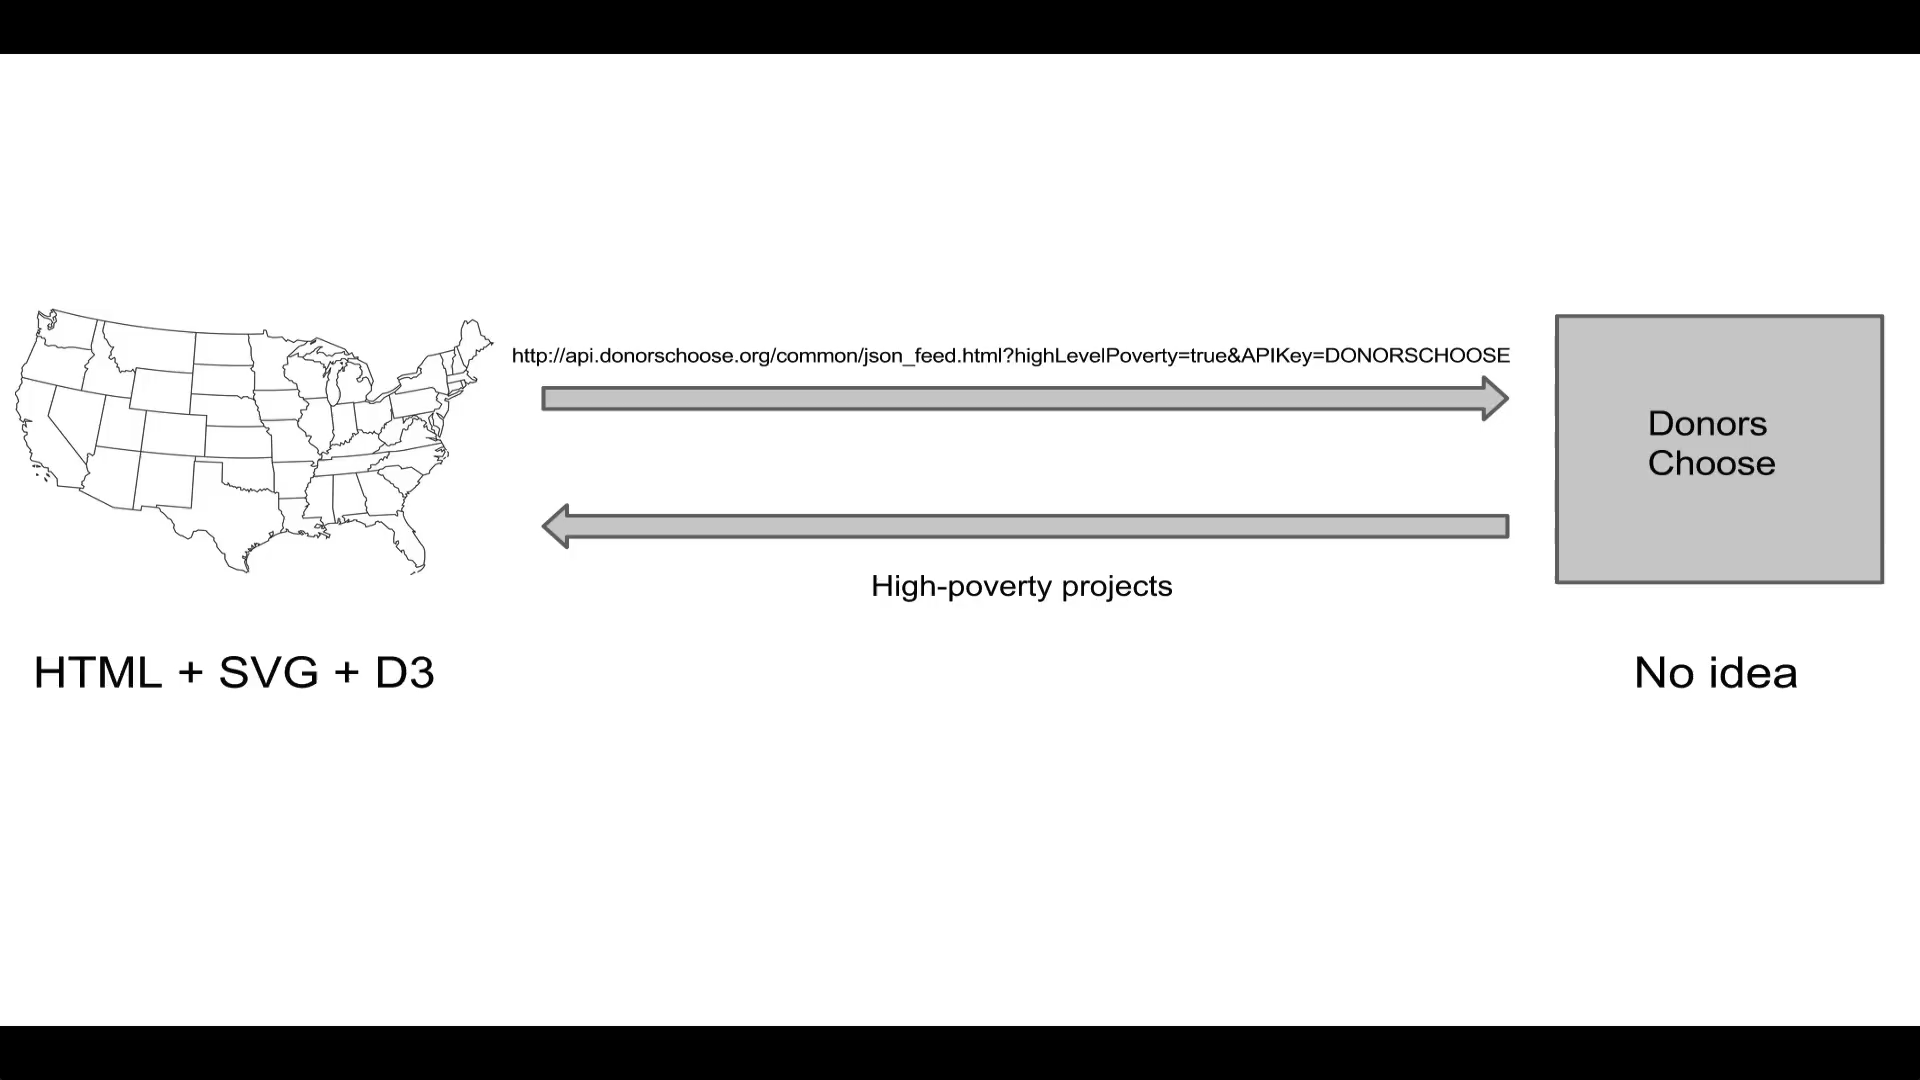 http://api.donorschoose.org/common/json_feed.html?highLevelPoverty=true&APIKey=DONORSCHOOSE
Donors
Choose
High-poverty projects
HTML + SVG + D3
No idea